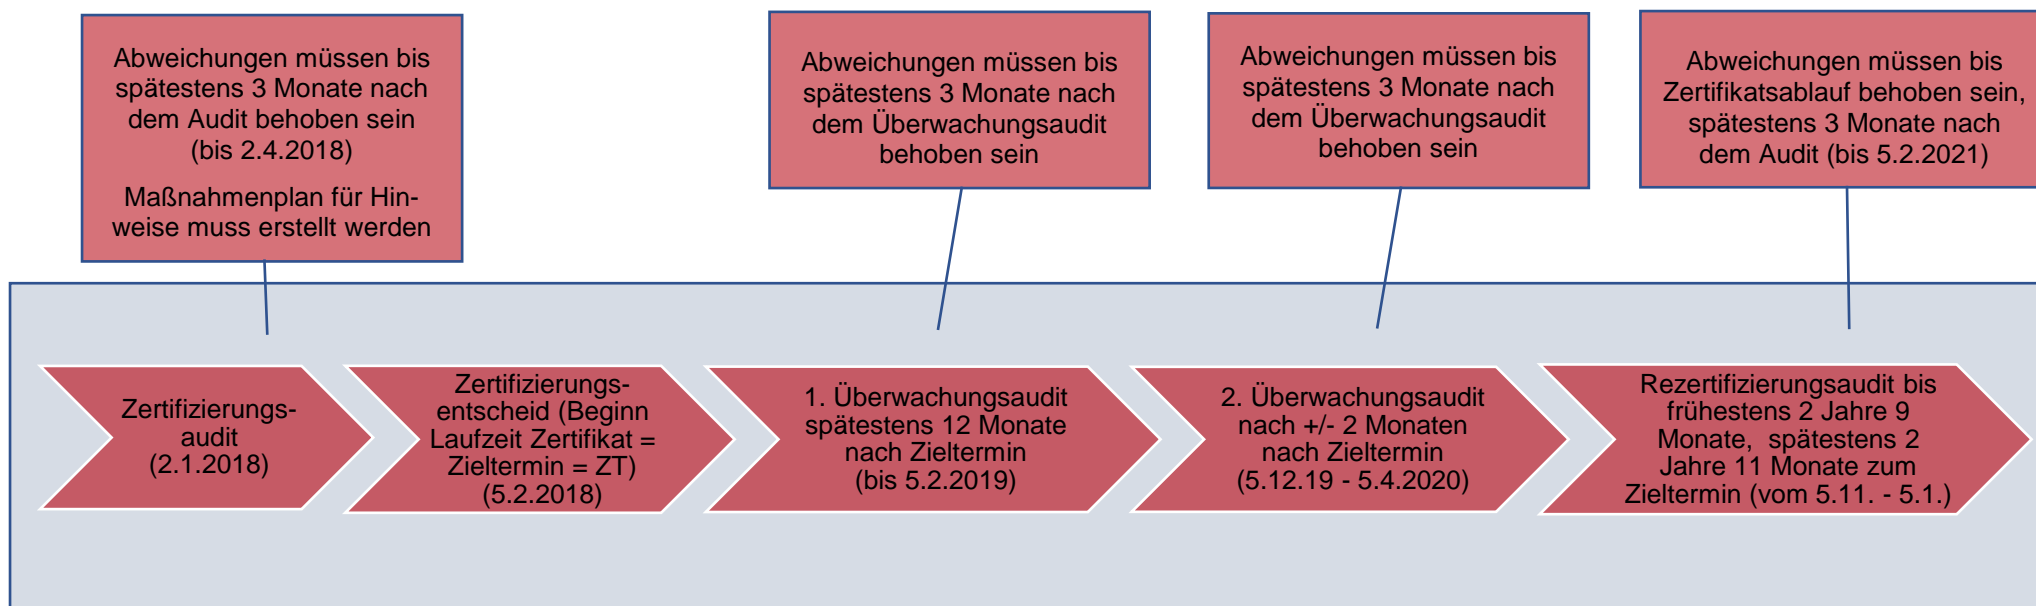 Abweichungen müssen bis
spätestens 3 Monate nach
dem Audit behoben sein
(bis 2.4.2018)
Maßnahmenplan für Hin-
weise muss erstellt werden
Abweichungen müssen bis
spätestens 3 Monate nach
dem Überwachungsaudit
behoben sein
Abweichungen müssen bis
spätestens 3 Monate nach
dem Überwachungsaudit
behoben sein
Abweichungen müssen bis
Zertifikatsablauf behoben sein,
spätestens 3 Monate nach
dem Audit (bis 5.2.2021)
Zertifizierungs-
audit
(2.1.2018)
Zertifizierungs-
entscheid (Beginn
Laufzeit Zertifikat =
Zieltermin = ZT)
(5.2.2018)
1. Überwachungsaudit
spätestens 12 Monate
nach Zieltermin
(bis 5.2.2019)
2. Überwachungsaudit
nach +/- 2 Monaten
nach Zieltermin
(5.12.19 - 5.4.2020)
Rezertifizierungsaudit bis
frühestens 2 Jahre 9
Monate, spätestens 2
Jahre 11 Monate zum
Zieltermin (vom 5.11. - 5.1.)